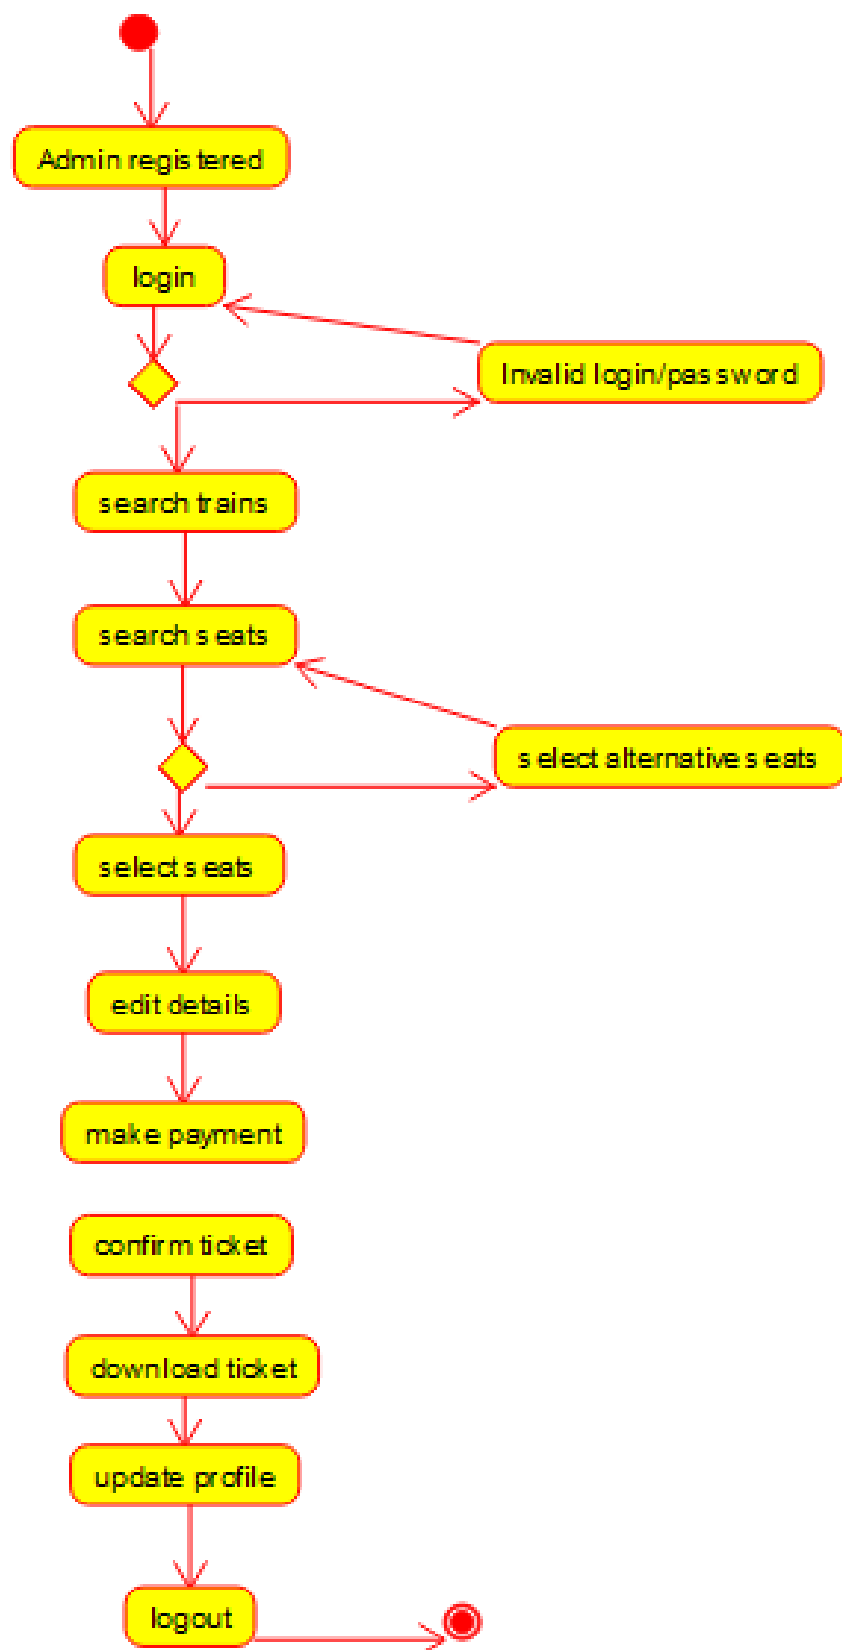 Admin registered
login
Invalid login/password
search trains
search seats
select alternative seats
select seats
edit details
make payment
confirm ticket
download ticket
update profile
logout